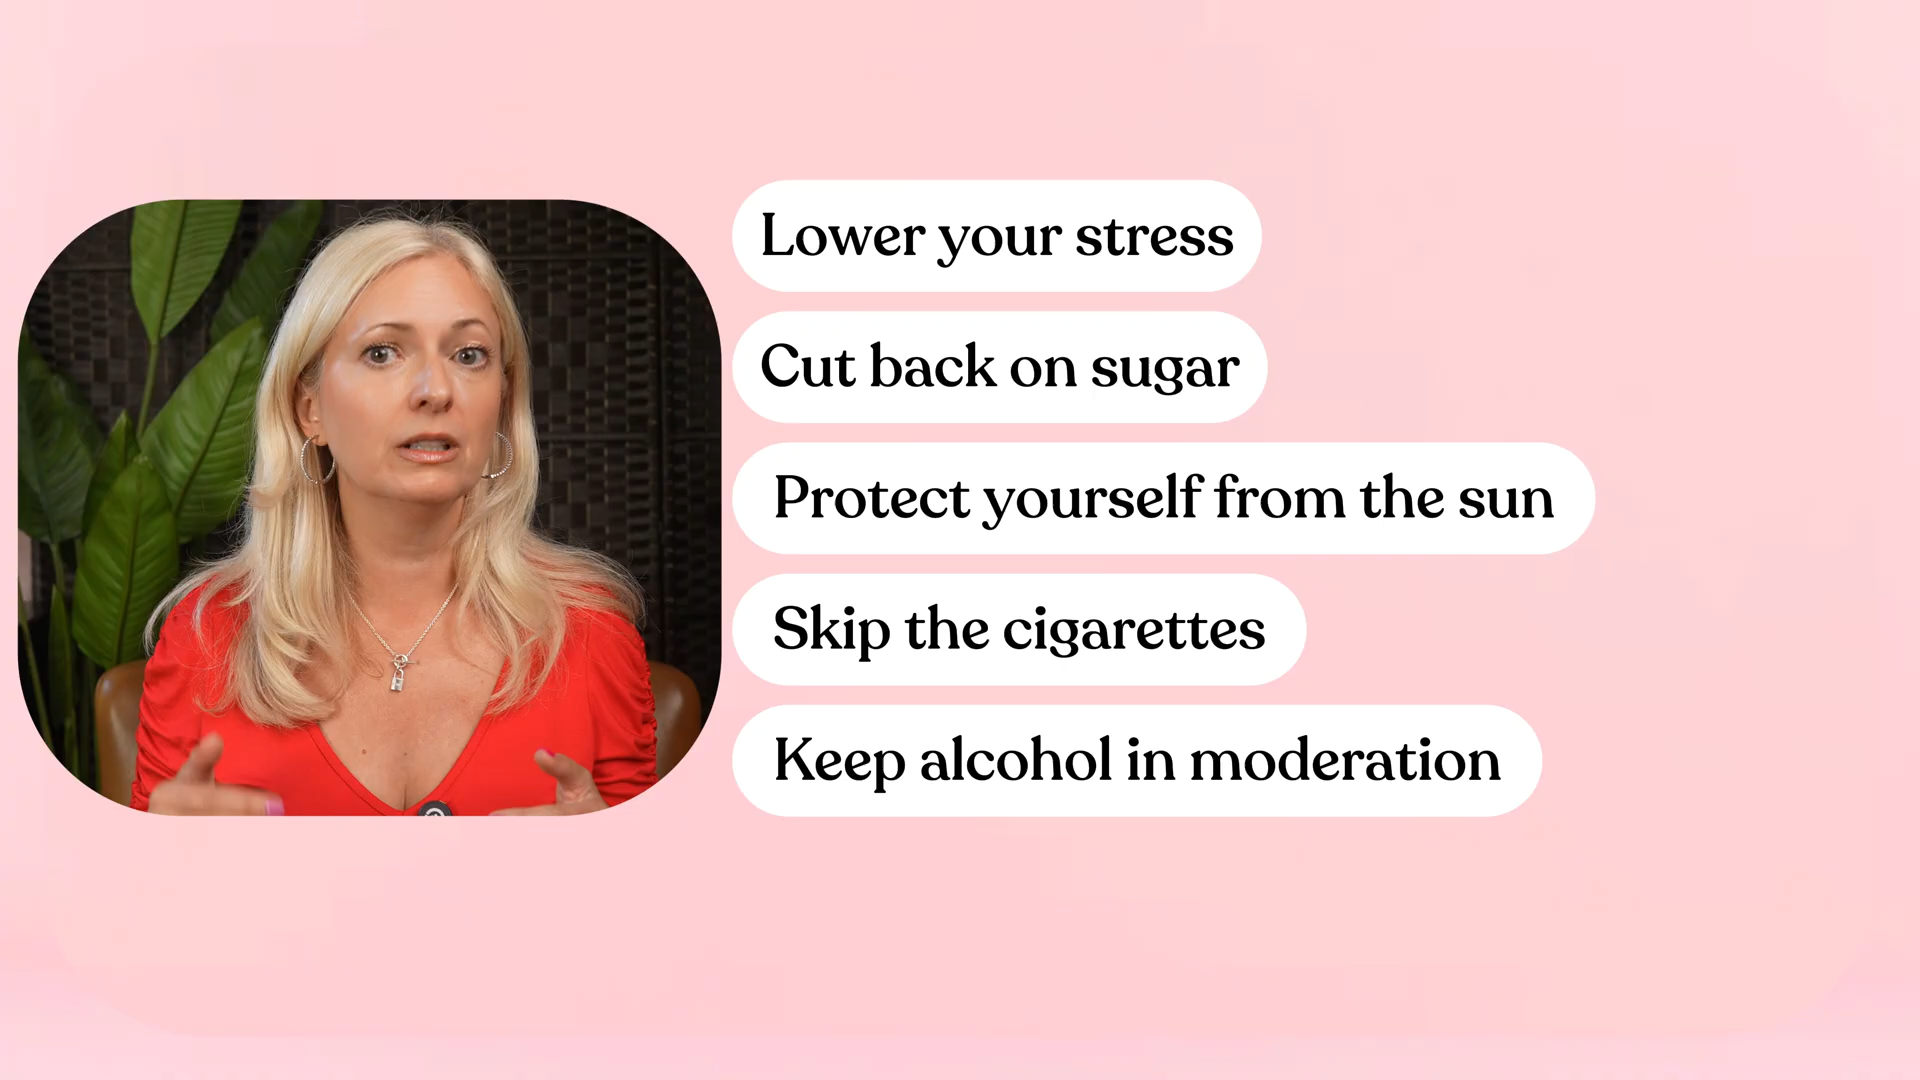 Lower your stress
Cut back on sugar
Protect yourself from the sun
Skip the cigarettes
Keep alcohol in moderation